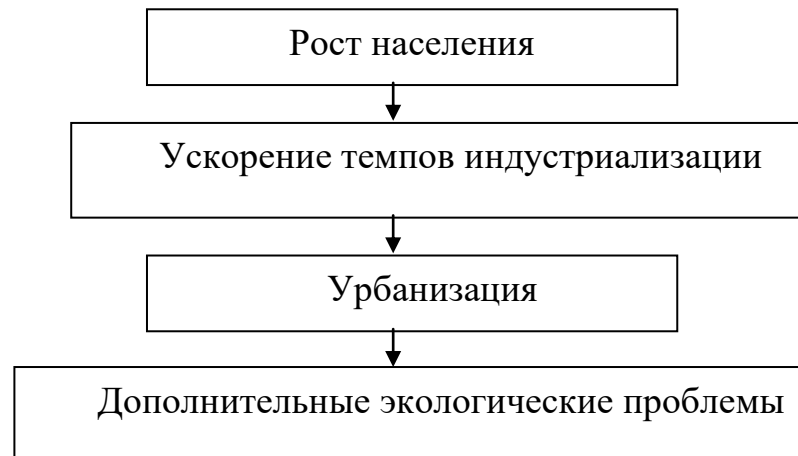 Рост населения
Ускорение темпов индустриализации
Урбанизация
Дополнительные экологические проблемы